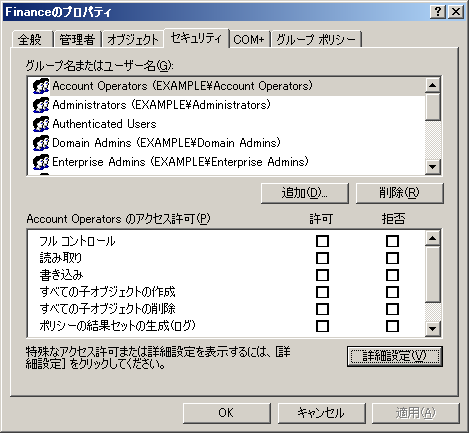 Financeのプロパティ
全般 管理者 オブジェクト セキュリティ COM+ グループ ポリシー
グループ名またはユーザー名(G):
Account Operators (EXAMPLE¥Account Operators)
Administrators (EXAMPLE¥Administrators)
Authenticated Users
Domain Admins (EXAMPLE¥Domain Admins)
Enterprise Admins (EXAMPLE¥Enterprise Admins)
追加(D)... 削除(R)
Account Operators のアクセス許可(P) 許可 拒否
フル コントロール
読み取り
書き込み
すべての子オブジェクトの作成
すべての子オブジェクトの削除
ポリシーの結果セットの生成(ログ)
特殊なアクセス許可または詳細設定を表示するには、[詳
細設定] をクリックしてください。
詳細設定(V)
OK キャンセル 適用(A)